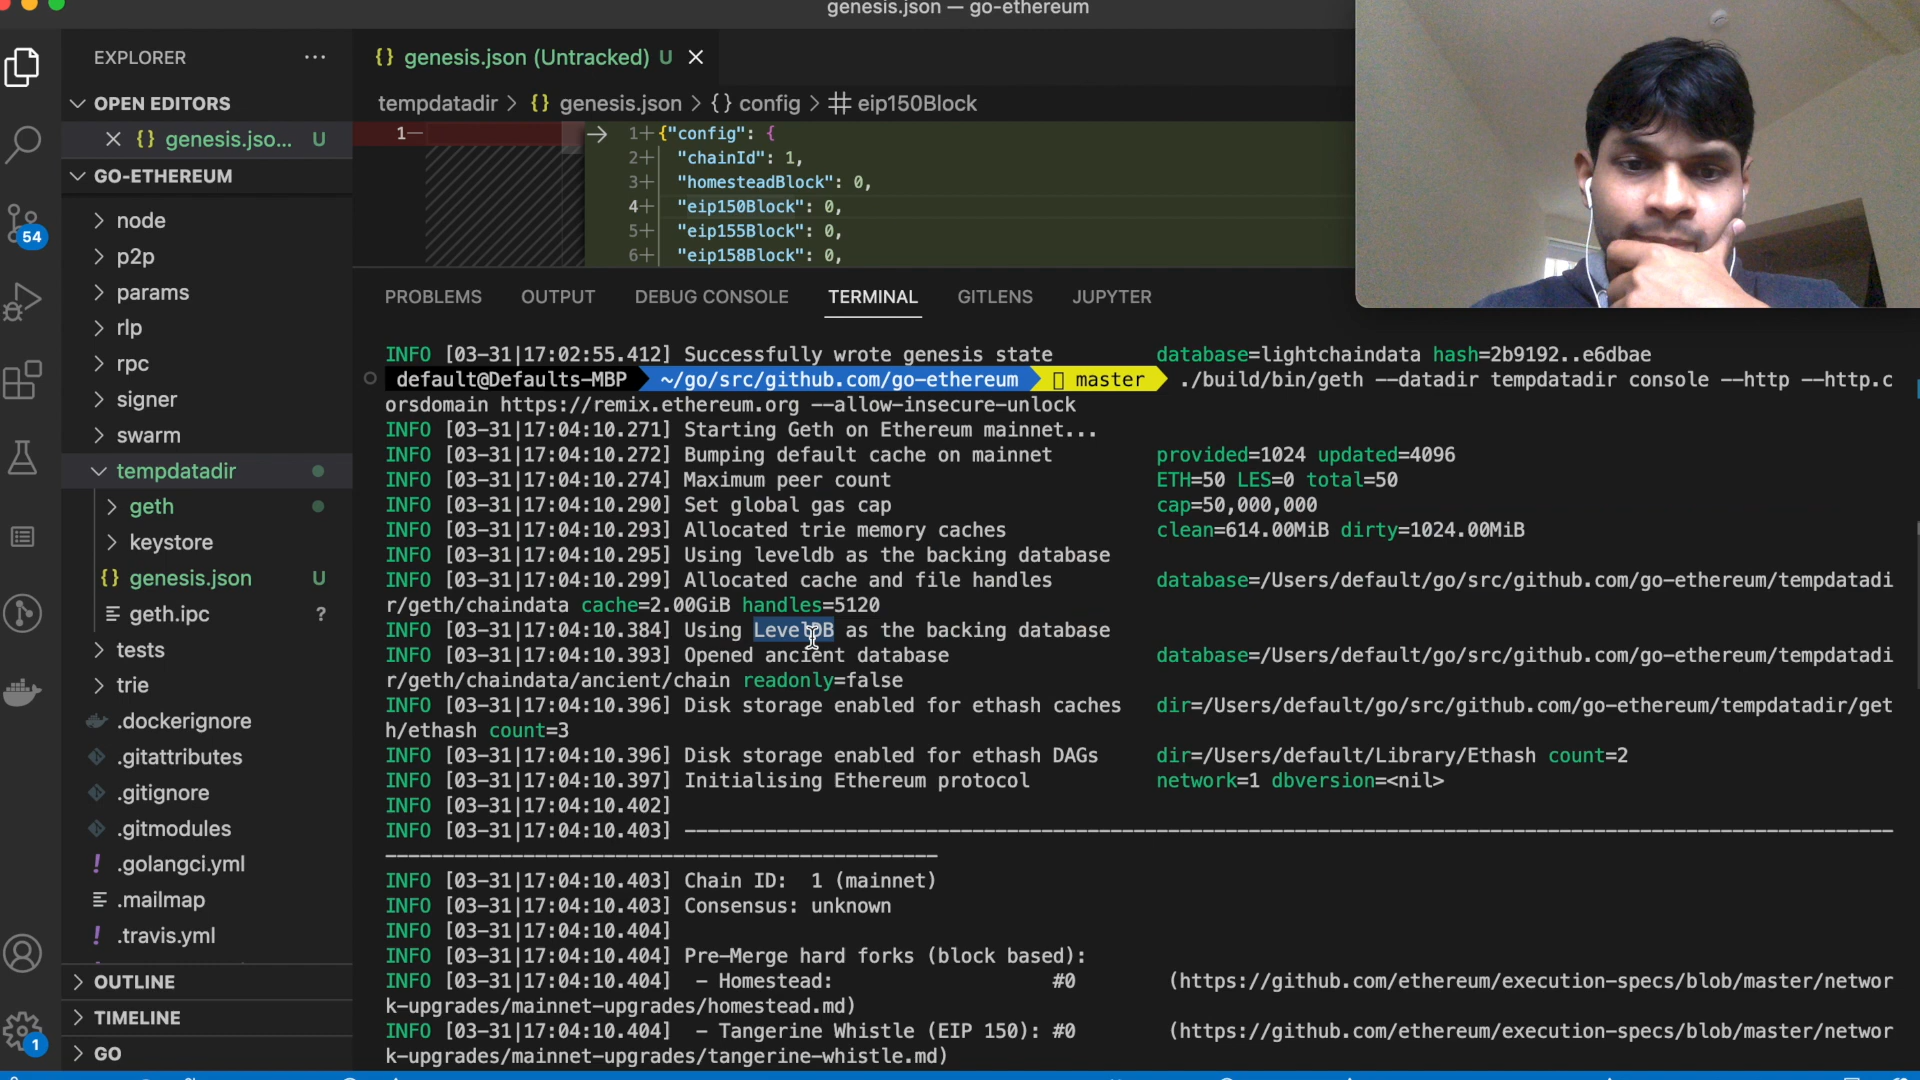 genesis.json — go-ethereum
EXPLORER
OPEN EDITORS
genesis.jso... U
GO-ETHEREUM
node
p2p
params
rlp
rpc
signer
swarm
tempdatadir
geth
keystore
genesis.json U
geth.ipc ?
tests
trie
.dockerignore
.gitattributes
.gitignore
.gitmodules
.golangci.yml
.mailmap
.travis.yml
OUTLINE
TIMELINE
GO
54
1
{} genesis.json (Untracked) U
tempdatadir > {} genesis.json > {} config > eip150Block
1—
1+ {"config": {
2+ "chainId": 1,
3+ "homesteadBlock": 0,
4+ "eip150Block": 0,
5+ "eip155Block": 0,
6+ "eip158Block": 0,
PROBLEMS OUTPUT DEBUG CONSOLE TERMINAL GITLENS JUPYTER
INFO [03-31|17:02:55.412] Successfully wrote genesis state database=lightchaindata hash=2b9192..e6dbae
default@Defaults-MBP ~/go/src/github.com/go-ethereum master ./build/bin/geth --datadir tempdatadir console --http --http.c
orsdomain https://remix.ethereum.org --allow-insecure-unlock
INFO [03-31|17:04:10.271] Starting Geth on Ethereum mainnet...
INFO [03-31|17:04:10.272] Bumping default cache on mainnet provided=1024 updated=4096
INFO [03-31|17:04:10.274] Maximum peer count ETH=50 LES=0 total=50
INFO [03-31|17:04:10.290] Set global gas cap cap=50,000,000
INFO [03-31|17:04:10.293] Allocated trie memory caches clean=614.00MiB dirty=1024.00MiB
INFO [03-31|17:04:10.295] Using leveldb as the backing database
INFO [03-31|17:04:10.299] Allocated cache and file handles database=/Users/default/go/src/github.com/go-ethereum/tempdatadi
r/geth/chaindata cache=2.00GiB handles=5120
INFO [03-31|17:04:10.384] Using LevelDB as the backing database
INFO [03-31|17:04:10.393] Opened ancient database database=/Users/default/go/src/github.com/go-ethereum/tempdatadi
r/geth/chaindata/ancient/chain readonly=false
INFO [03-31|17:04:10.396] Disk storage enabled for ethash caches dir=/Users/default/go/src/github.com/go-ethereum/tempdatadir/get
h/ethash count=3
INFO [03-31|17:04:10.396] Disk storage enabled for ethash DAGs dir=/Users/default/Library/Ethash count=2
INFO [03-31|17:04:10.397] Initialising Ethereum protocol network=1 dbversion=<nil>
INFO [03-31|17:04:10.402]
INFO [03-31|17:04:10.403] ---------------------------------------------------------------------------------------------------------
------------------------------------------------
INFO [03-31|17:04:10.403] Chain ID: 1 (mainnet)
INFO [03-31|17:04:10.403] Consensus: unknown
INFO [03-31|17:04:10.404]
INFO [03-31|17:04:10.404] Pre-Merge hard forks (block based):
INFO [03-31|17:04:10.404] - Homestead: #0 (https://github.com/ethereum/execution-specs/blob/master/networ
k-upgrades/mainnet-upgrades/homestead.md)
INFO [03-31|17:04:10.404] - Tangerine Whistle (EIP 150): #0 (https://github.com/ethereum/execution-specs/blob/master/networ
k-upgrades/mainnet-upgrades/tangerine-whistle.md)